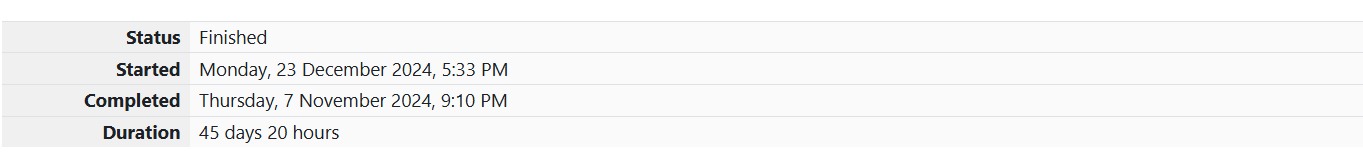 Status Finished
Started Monday, 23 December 2024, 5:33 PM
Completed Thursday, 7 November 2024, 9:10 PM
Duration 45 days 20 hours